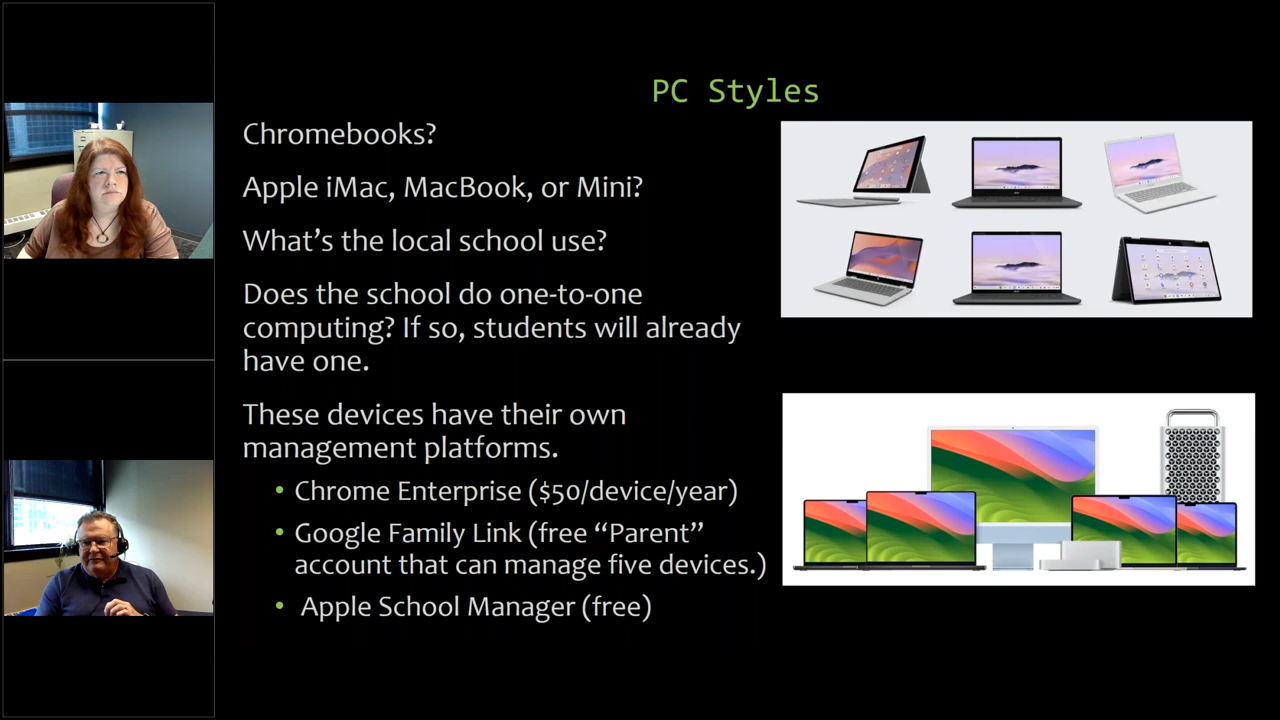 PC Styles
Chromebooks?
Apple iMac, MacBook, or Mini?
What’s the local school use?
Does the school do one-to-one
computing? If so, students will already
have one.
These devices have their own
management platforms.
• Chrome Enterprise ($50/device/year)
• Google Family Link (free “Parent”
account that can manage five devices.)
• Apple School Manager (free)